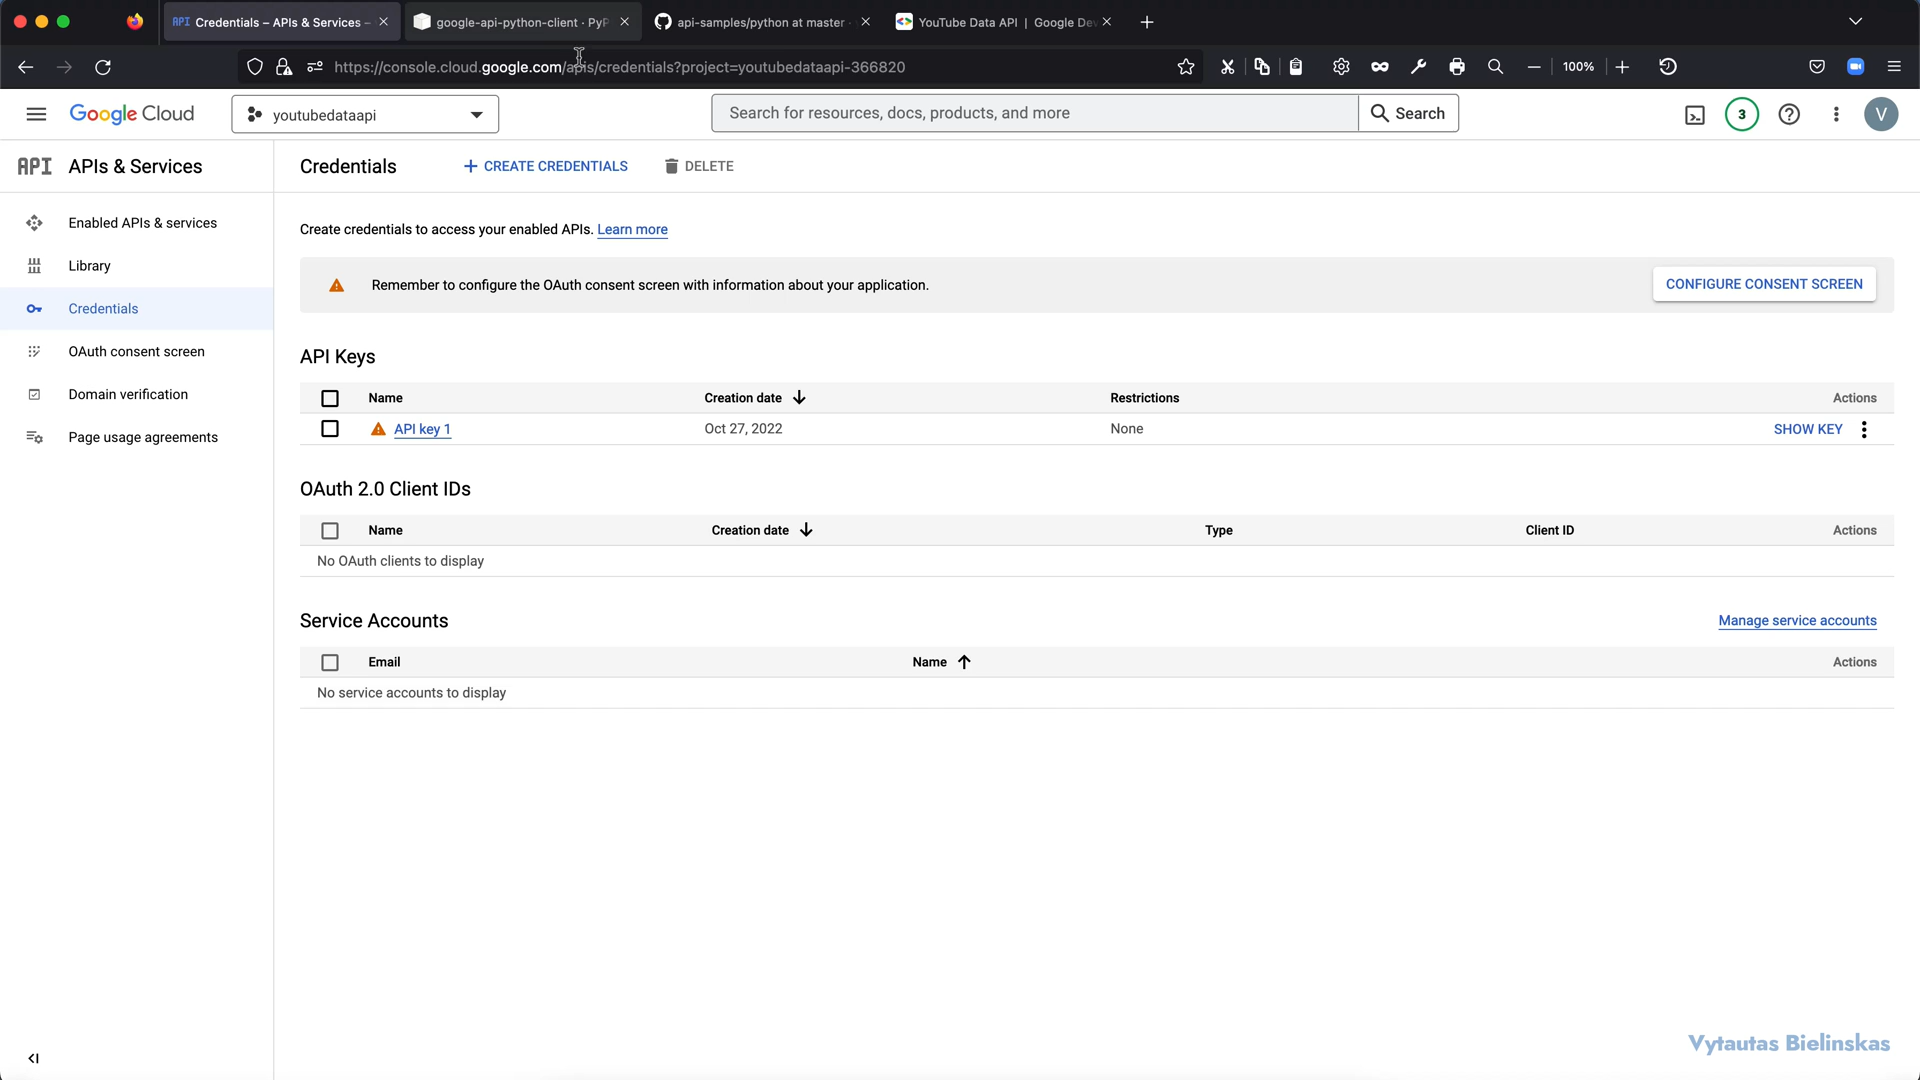 API Credentials – APIs & Services –
google-api-python-client · PyP
api-samples/python at master ·
YouTube Data API | Google Dev
https://console.cloud.google.com/apis/credentials?project=youtubedataapi-366820
100%
Google Cloud
youtubedataapi
Search for resources, docs, products, and more
Search
3
V
API APIs & Services
Credentials
CREATE CREDENTIALS
DELETE
Enabled APIs & services
Library
Credentials
OAuth consent screen
Domain verification
Page usage agreements
Create credentials to access your enabled APIs. Learn more
Remember to configure the OAuth consent screen with information about your application.
CONFIGURE CONSENT SCREEN
API Keys
Name Creation date Restrictions Actions
API key 1 Oct 27, 2022 None SHOW KEY
OAuth 2.0 Client IDs
Name Creation date Type Client ID Actions
No OAuth clients to display
Service Accounts
Manage service accounts
Email Name Actions
No service accounts to display
Vytautas Bielinskas